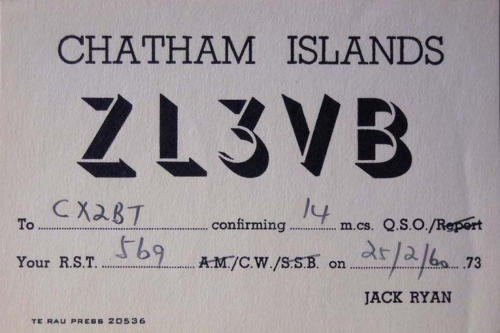 CHATHAM ISLANDS
ZL3VB
To CX2BT confirming 14 m.cs. Q.S.O./Report
Your R.S.T. 569 A.M./C.W./S.S.B. on 25/2/60 .73
JACK RYAN
TE RAU PRESS 20536